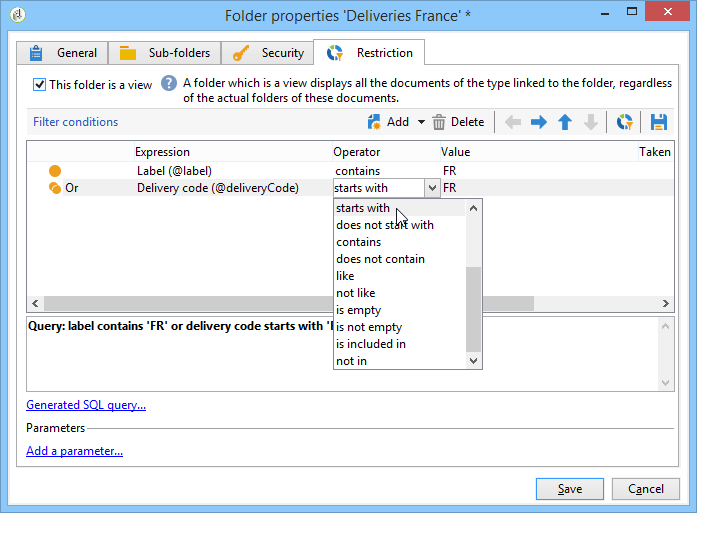 Folder properties 'Deliveries France' *
General Sub-folders Security Restriction
This folder is a view
A folder which is a view displays all the documents of the type linked to the folder, regardless
of the actual folders of these documents.
Filter conditions Add Delete
Expression Operator Value Taken
Label (@label) contains FR
Or Delivery code (@deliveryCode) starts with FR
starts with
does not start with
contains
does not contain
like
not like
is empty
is not empty
is included in
not in
Query: label contains 'FR' or delivery code starts with '
Generated SQL query...
Parameters
Add a parameter...
Save Cancel